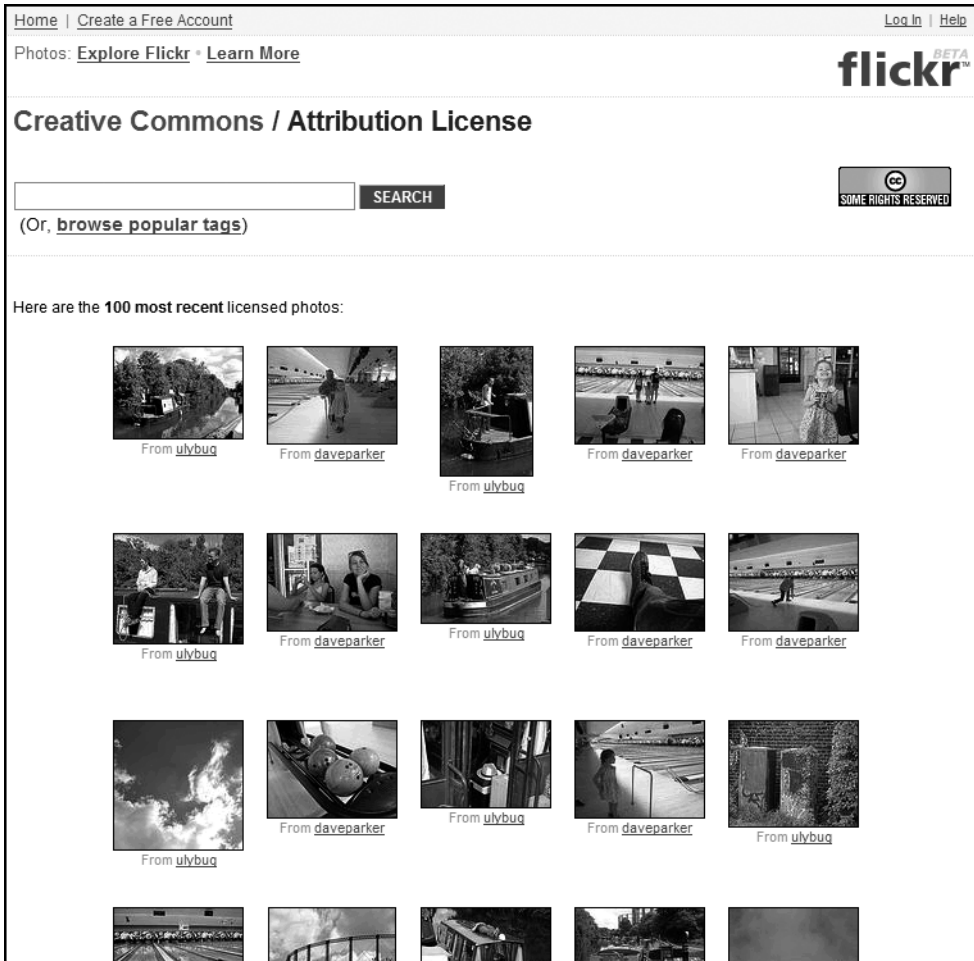 Home | Create a Free Account
Log In | Help
Photos: Explore Flickr • Learn More
flickr™ BETA
Creative Commons / Attribution License
SEARCH
cc
SOME RIGHTS RESERVED
(Or, browse popular tags)
Here are the 100 most recent licensed photos:
From ulybug
From daveparker
From ulybug
From daveparker
From daveparker
From ulybug
From daveparker
From ulybug
From daveparker
From daveparker
From ulybug
From daveparker
From ulybug
From daveparker
From ulybug